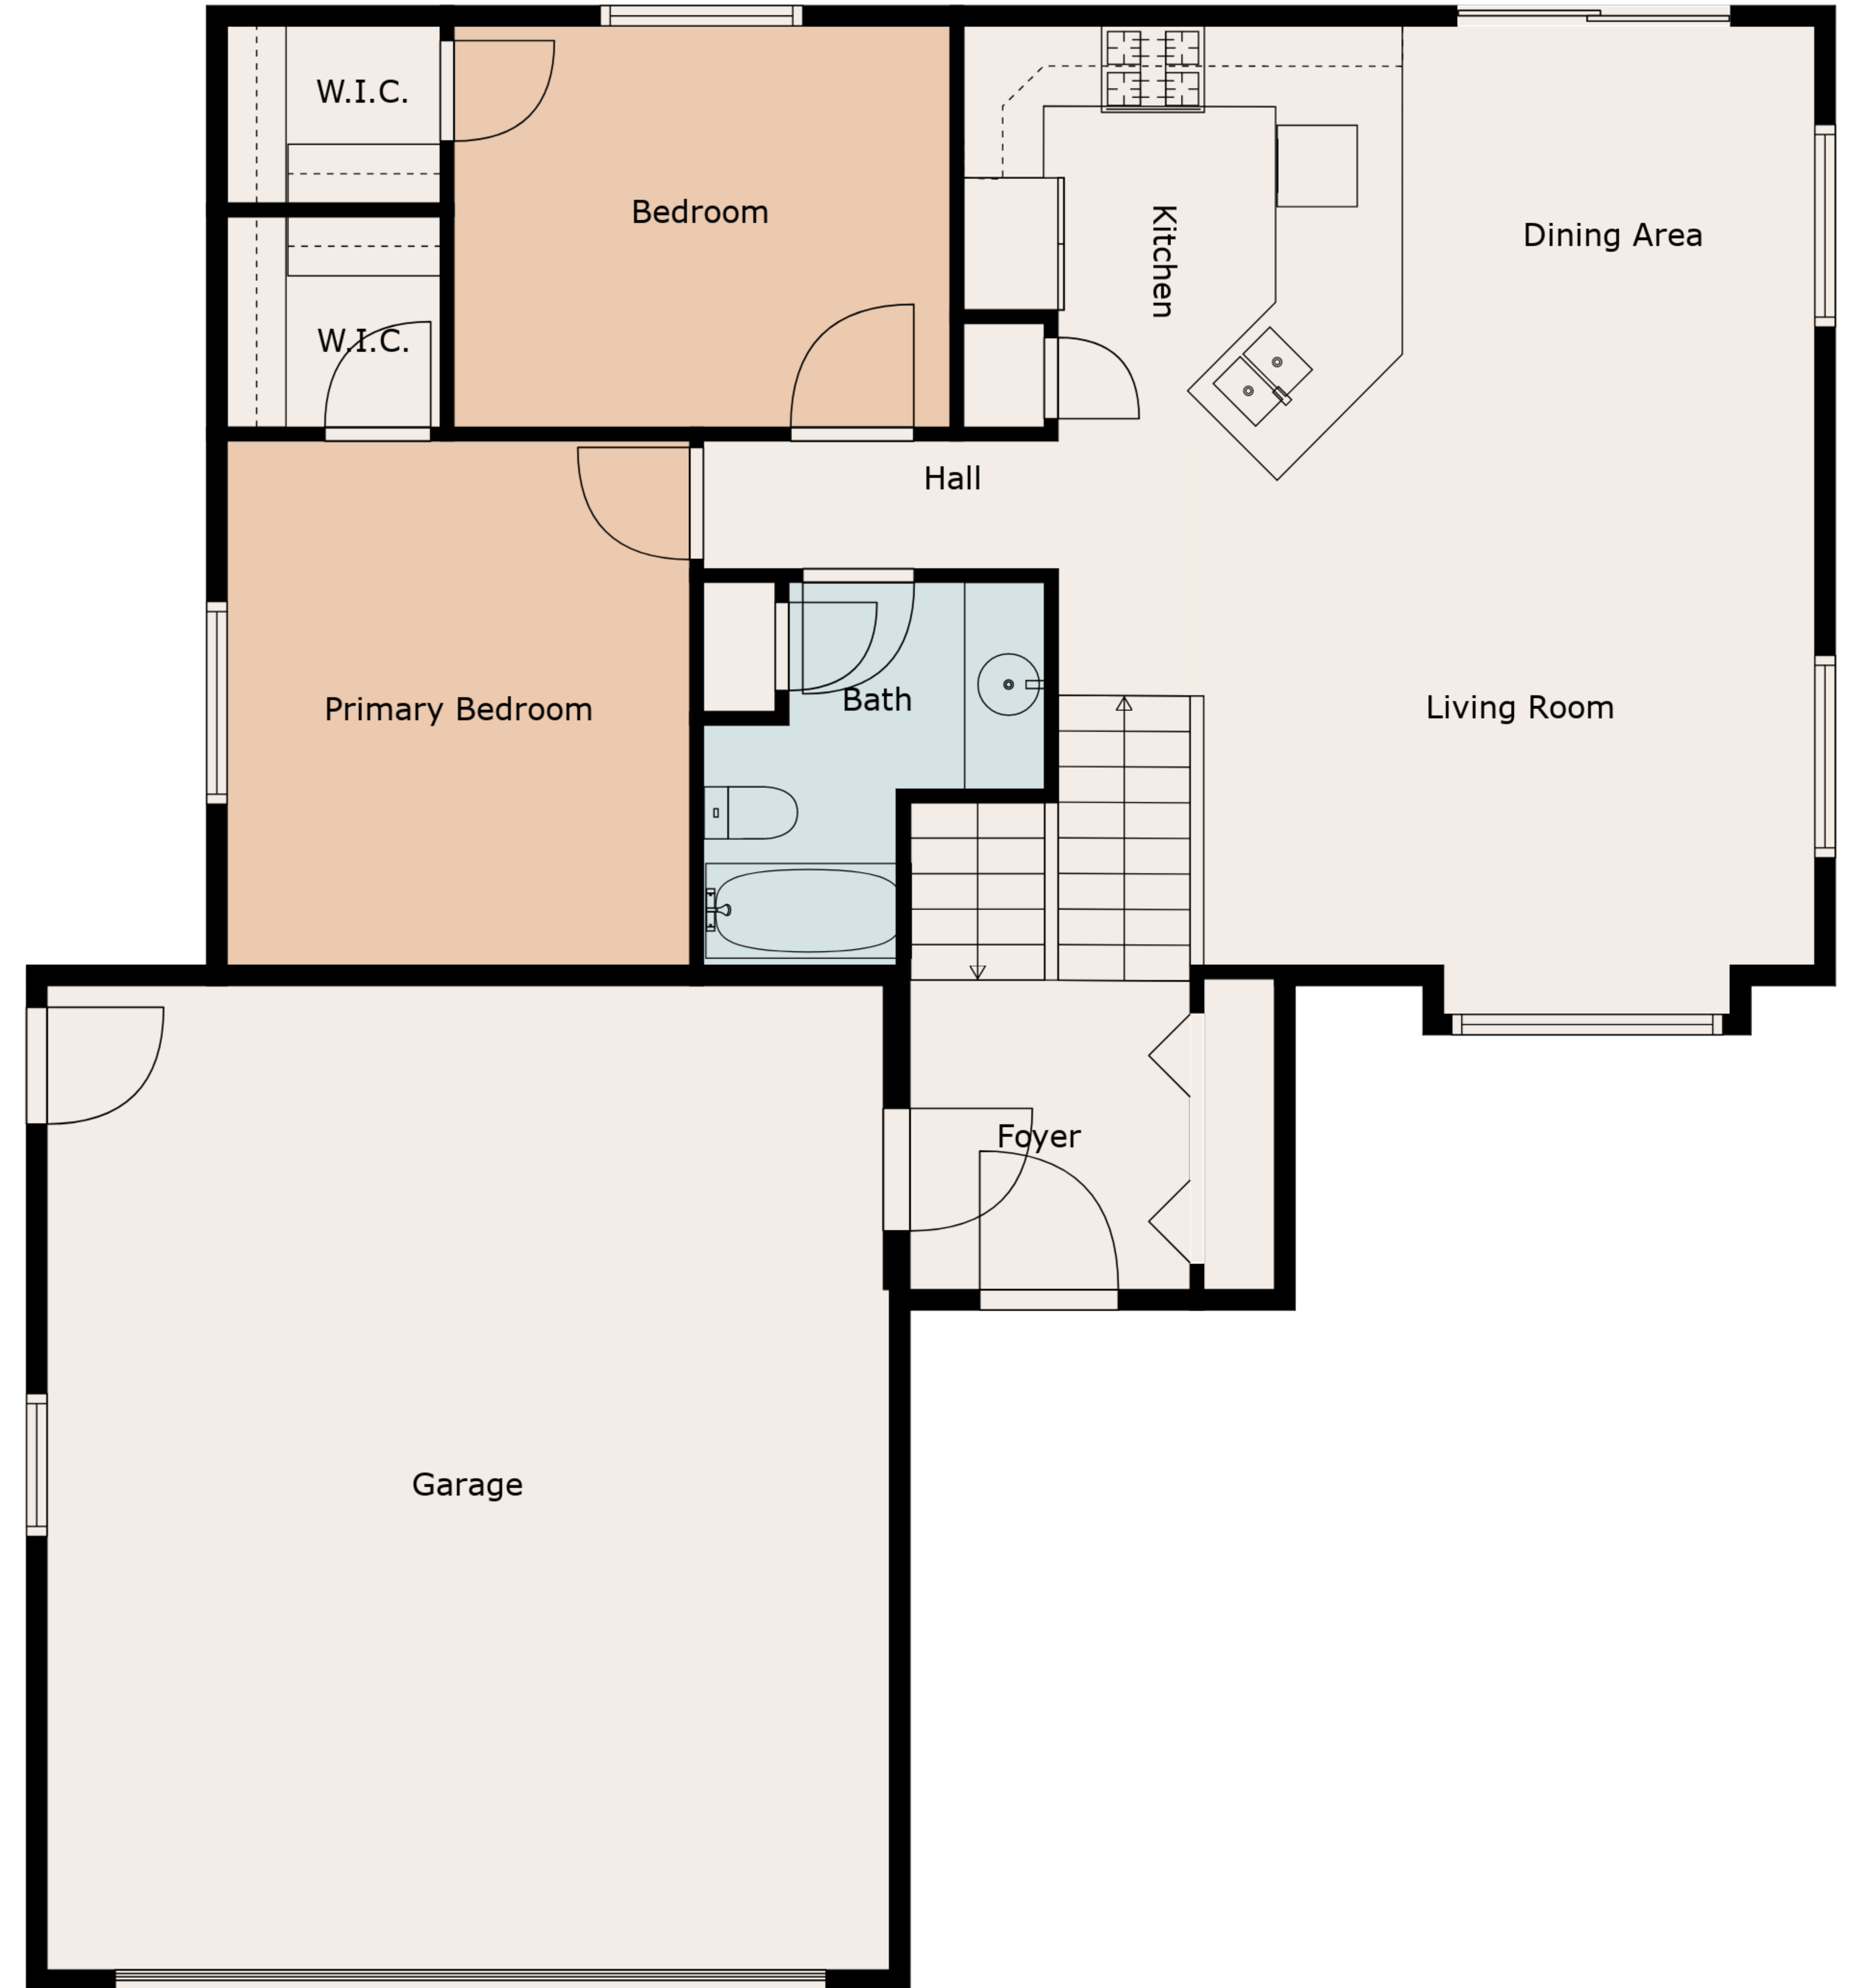 W.I.C.
Bedroom
Kitchen
Dining Area
W.I.C.
Hall
Primary Bedroom
Bath
Living Room
Foyer
Garage